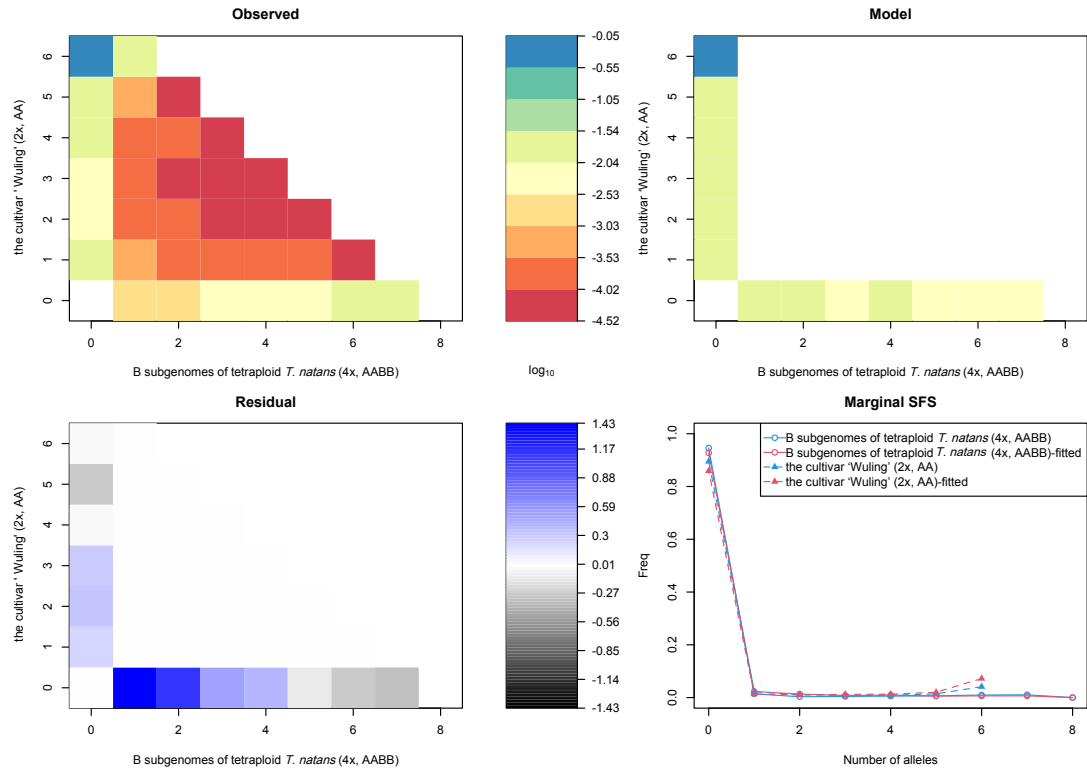 Observed
the cultivar ' Wuling' (2x, AA)
6
5
4
3
2
1
0
0 2 4 6 8
B subgenomes of tetraploid T. natans (4x, AABB)
-0.05
-0.55
-1.05
-1.54
-2.04
-2.53
-3.03
-3.53
-4.02
-4.52
log10
Model
the cultivar 'Wuling' (2x, AA)
6
5
4
3
2
1
0
0 2 4 6 8
B subgenomes of tetraploid T. natans (4x, AABB)
Residual
the cultivar ' Wuling' (2x, AA)
6
5
4
3
2
1
0
0 2 4 6 8
B subgenomes of tetraploid T. natans (4x, AABB)
1.43
1.17
0.88
0.59
0.3
0.01
-0.27
-0.56
-0.85
-1.14
-1.43
Marginal SFS
Freq
1.0
0.8
0.6
0.4
0.2
0.0
B subgenomes of tetraploid T. natans (4x, AABB)
B subgenomes of tetraploid T. natans (4x, AABB)-fitted
the cultivar ‘Wuling’ (2x, AA)
the cultivar ‘Wuling’ (2x, AA)-fitted
0 2 4 6 8
Number of alleles